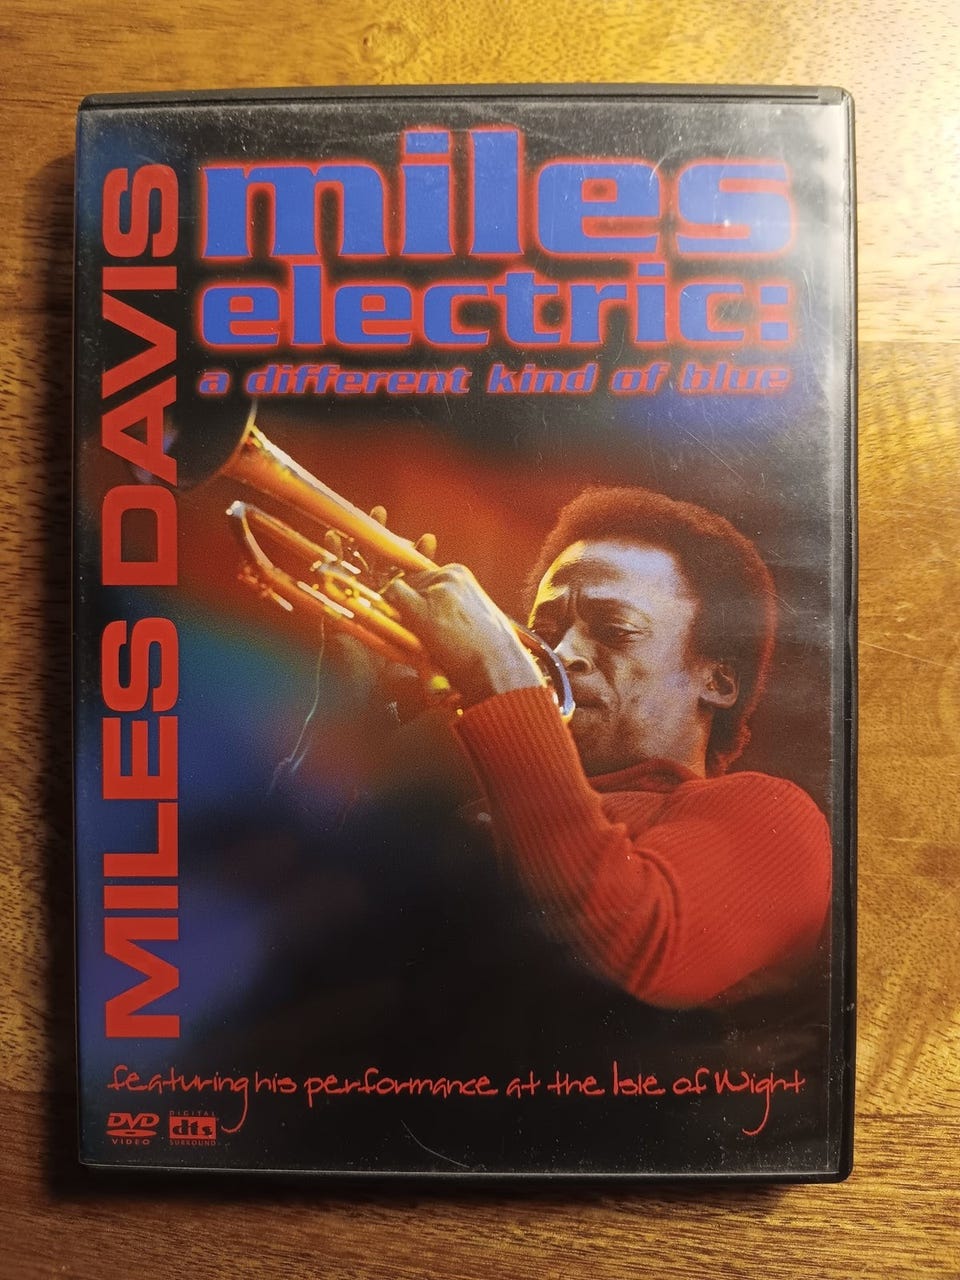 MILES DAVIS
miles
electric:
a different kind of blue
featuring his performance at the Isle of Wight
DVD
VIDEO
DIGITAL
dts
SURROUND